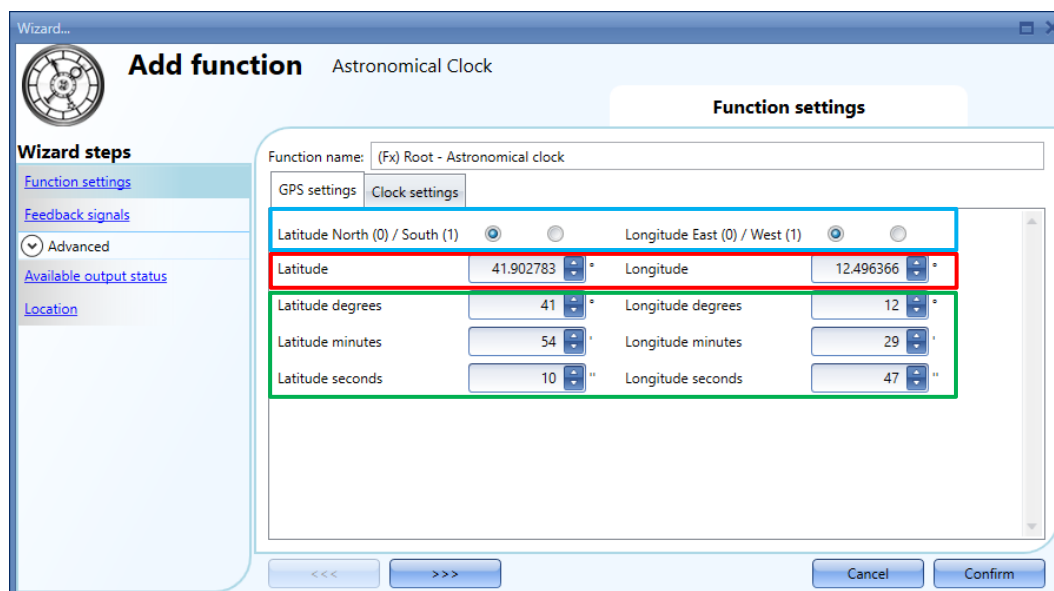 Wizard...
Add function Astronomical Clock
Function settings
Wizard steps
Function settings
Feedback signals
Advanced
Available output status
Location
Function name: (Fx) Root - Astronomical clock
GPS settings Clock settings
Latitude North (0) / South (1) Longitude East (0) / West (1)
Latitude 41.902783 ° Longitude 12.496366 °
Latitude degrees 41 ° Longitude degrees 12 °
Latitude minutes 54 ' Longitude minutes 29 '
Latitude seconds 10 " Longitude seconds 47 "
<<< >>> Cancel Confirm